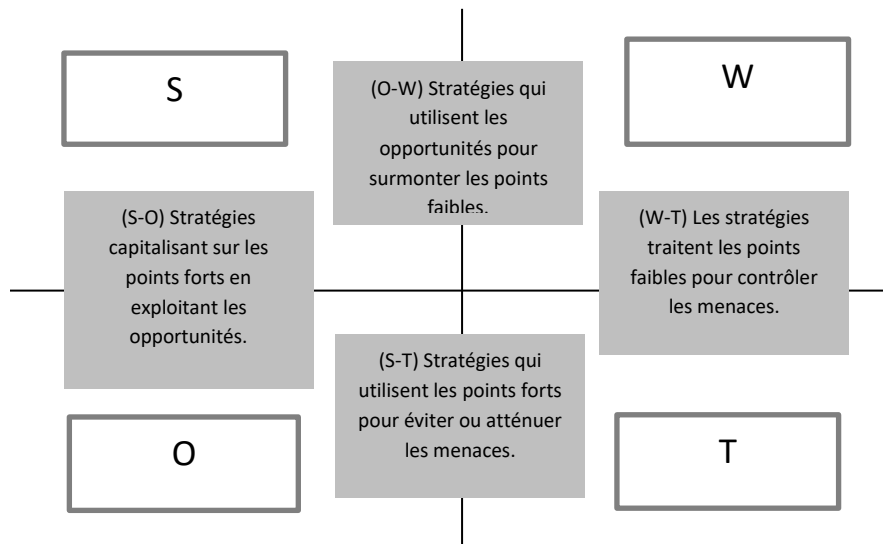 S
(O-W) Stratégies qui
utilisent les
opportunités pour
surmonter les points
faibles.
W
(S-O) Stratégies
capitalisant sur les
points forts en
exploitant les
opportunités.
(W-T) Les stratégies
traitent les points
faibles pour contrôler
les menaces.
(S-T) Stratégies qui
utilisent les points forts
pour éviter ou atténuer
les menaces.
O
T